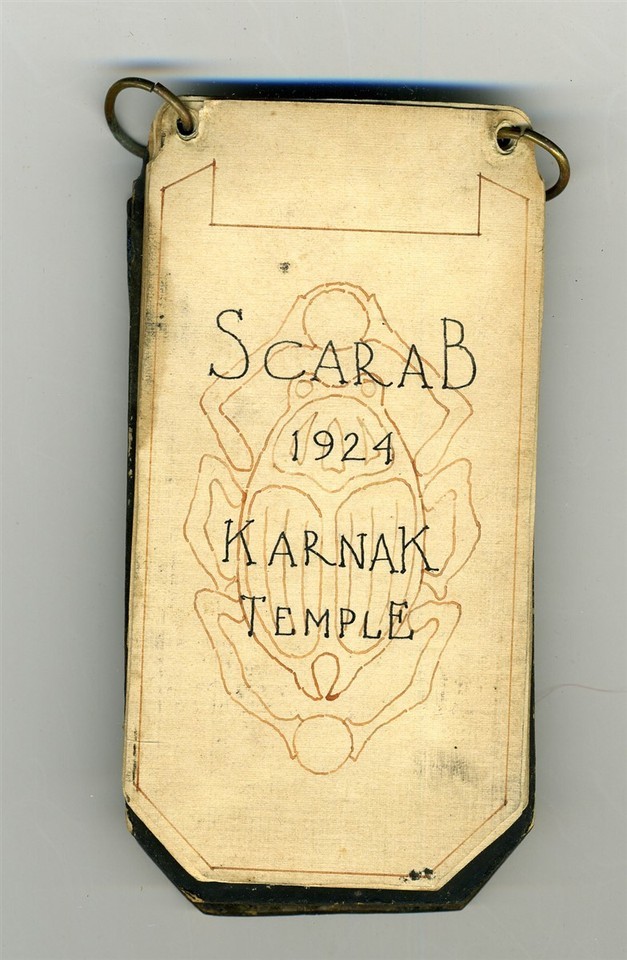 SCARAB
1924
KARNAK
TEMPLE